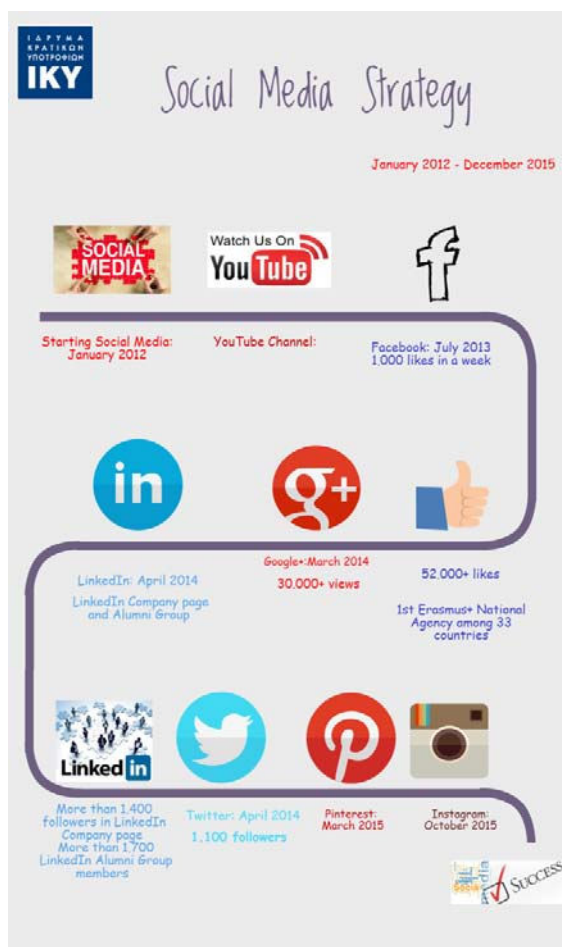 ΙΔΡΥΜΑ
ΚΡΑΤΙΚΩΝ
ΥΠΟΤΡΟΦΙΩΝ
ΙΚΥ
Social Media Strategy
January 2012 - December 2015
SOCIAL
MEDIA
Watch Us On
YouTube
f
Starting Social Media:
January 2012
YouTube Channel:
Facebook: July 2013
1,000 likes in a week
in
g+
LinkedIn: April 2014
LinkedIn Company page
and Alumni Group
Google+:March 2014
30.000+ views
52.000+ likes
1st Erasmus+ National
Agency among 33
countries
Linked in
More than 1,400
followers in LinkedIn
Company page
More than 1,700
LinkedIn Alumni Group
members
Twitter: April 2014
1,100 followers
Pinterest:
March 2015
Instagram:
October 2015
Social
media
SUCCESS